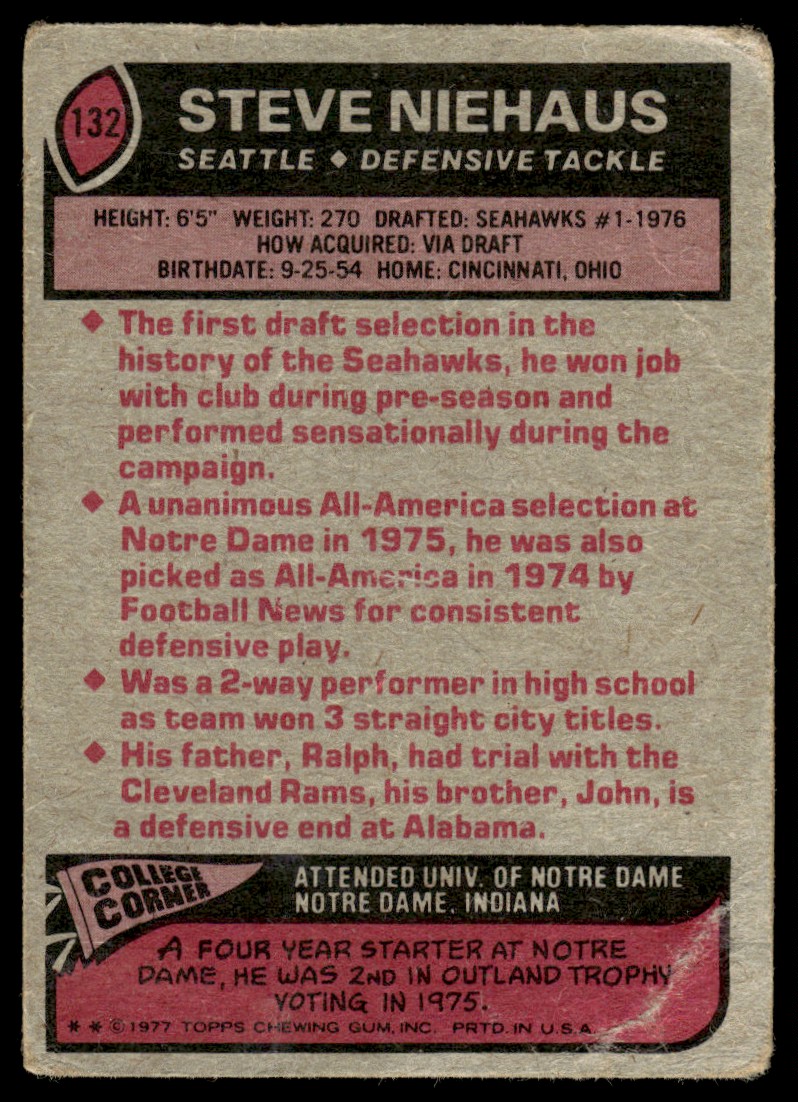 132
STEVE NIEHAUS
SEATTLE ◆ DEFENSIVE TACKLE
HEIGHT: 6'5" WEIGHT: 270 DRAFTED: SEAHAWKS #1-1976
HOW ACQUIRED: VIA DRAFT
BIRTHDATE: 9-25-54 HOME: CINCINNATI, OHIO
◆ The first draft selection in the
history of the Seahawks, he won job
with club during pre-season and
performed sensationally during the
campaign.
◆ A unanimous All-America selection at
Notre Dame in 1975, he was also
picked as All-America in 1974 by
Football News for consistent
defensive play.
◆ Was a 2-way performer in high school
as team won 3 straight city titles.
◆ His father, Ralph, had trial with the
Cleveland Rams, his brother, John, is
a defensive end at Alabama.
COLLEGE
CORNER
ATTENDED UNIV. OF NOTRE DAME
NOTRE DAME, INDIANA
A FOUR YEAR STARTER AT NOTRE
DAME, HE WAS 2ND IN OUTLAND TROPHY
VOTING IN 1975.
* * © 1977 TOPPS CHEWING GUM, INC. PRTD. IN U.S.A.